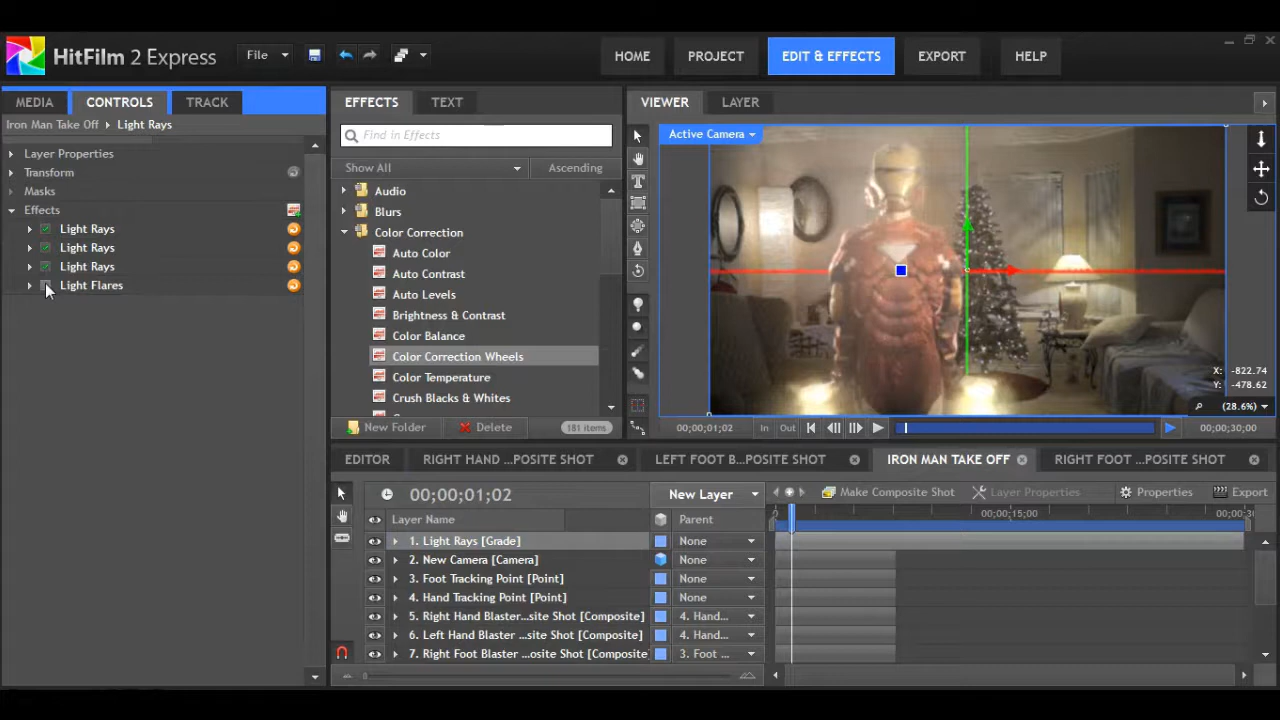 HitFilm 2 Express
File
HOME
PROJECT
EDIT & EFFECTS
EXPORT
HELP
MEDIA
CONTROLS
TRACK
EFFECTS
TEXT
VIEWER
LAYER
Iron Man Take Off > Light Rays
Layer Properties
Transform
Masks
Effects
Light Rays
Light Rays
Light Rays
Light Flares
Find in Effects
Show All
Ascending
Audio
Blurs
Color Correction
Auto Color
Auto Contrast
Auto Levels
Brightness & Contrast
Color Balance
Color Correction Wheels
Color Temperature
Crush Blacks & Whites
New Folder
Delete
181 items
Active Camera
X: -822.74
Y: -478.62
(28.6%)
00;00;01;02
In
Out
00;00;30;00
EDITOR
RIGHT HAND ...POSITE SHOT
LEFT FOOT B...POSITE SHOT
IRON MAN TAKE OFF
RIGHT FOOT ...POSITE SHOT
00;00;01;02
New Layer
Make Composite Shot
Layer Properties
Properties
Export
Layer Name
Parent
0
00;00;15;00
00;00;3
1. Light Rays [Grade]
None
2. New Camera [Camera]
None
3. Foot Tracking Point [Point]
None
4. Hand Tracking Point [Point]
None
5. Right Hand Blaster...site Shot [Composite]
4. Hand...
6. Left Hand Blaster ...site Shot [Composite]
4. Hand...
7. Right Foot Blaster ...osite Shot [Composite
3. Foot ...